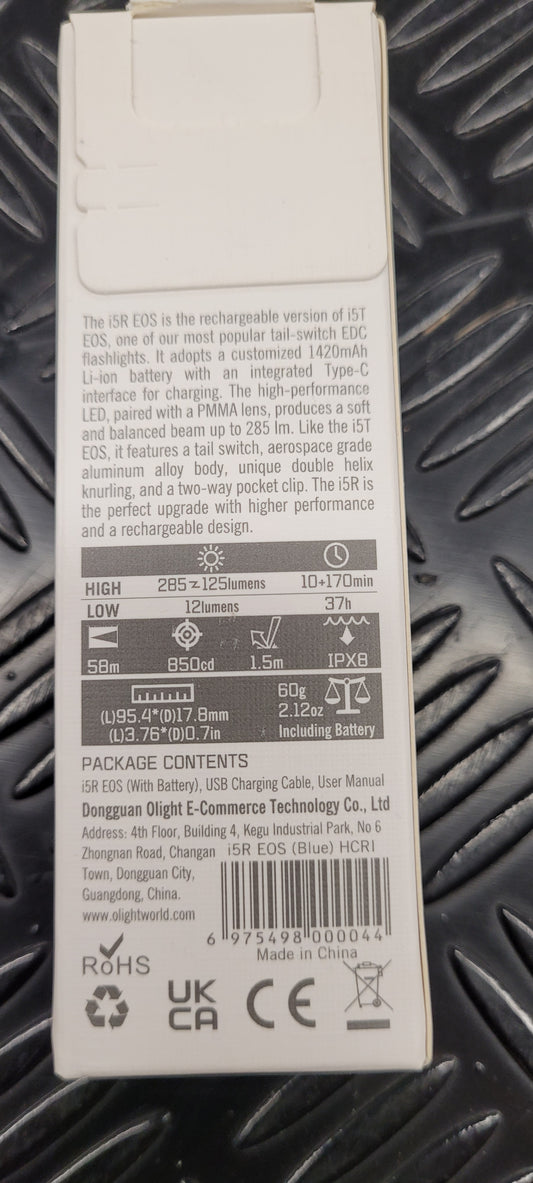 The i5R EOS is the rechargeable version of i5T
EOS, one of our most popular tail-switch EDC
flashlights. It adopts a customized 1420mAh
Li-ion battery with an integrated Type-C
interface for charging. The high-performance
LED, paired with a PMMA lens, produces a soft
and balanced beam up to 285 lm. Like the i5T
EOS, it features a tail switch, aerospace grade
aluminum alloy body, unique double helix
knurling, and a two-way pocket clip. The i5R is
the perfect upgrade with higher performance
and a rechargeable design.
HIGH 285~125lumens 10+170min
LOW 12lumens 37h
58m 850cd 1.5m IPX8
(L)95.4*(D)17.8mm
(L)3.76*(D)0.7in
60g
2.12oz
Including Battery
PACKAGE CONTENTS
i5R EOS (With Battery), USB Charging Cable, User Manual
Dongguan Olight E-Commerce Technology Co., Ltd
Address: 4th Floor, Building 4, Kegu Industrial Park, No 6
Zhongnan Road, Changan
Town, Dongguan City,
Guangdong, China.
www.olightworld.com
i5R EOS (Blue) HCRI
6 975498 000044
Made in China
RoHS
UK
CA
CE